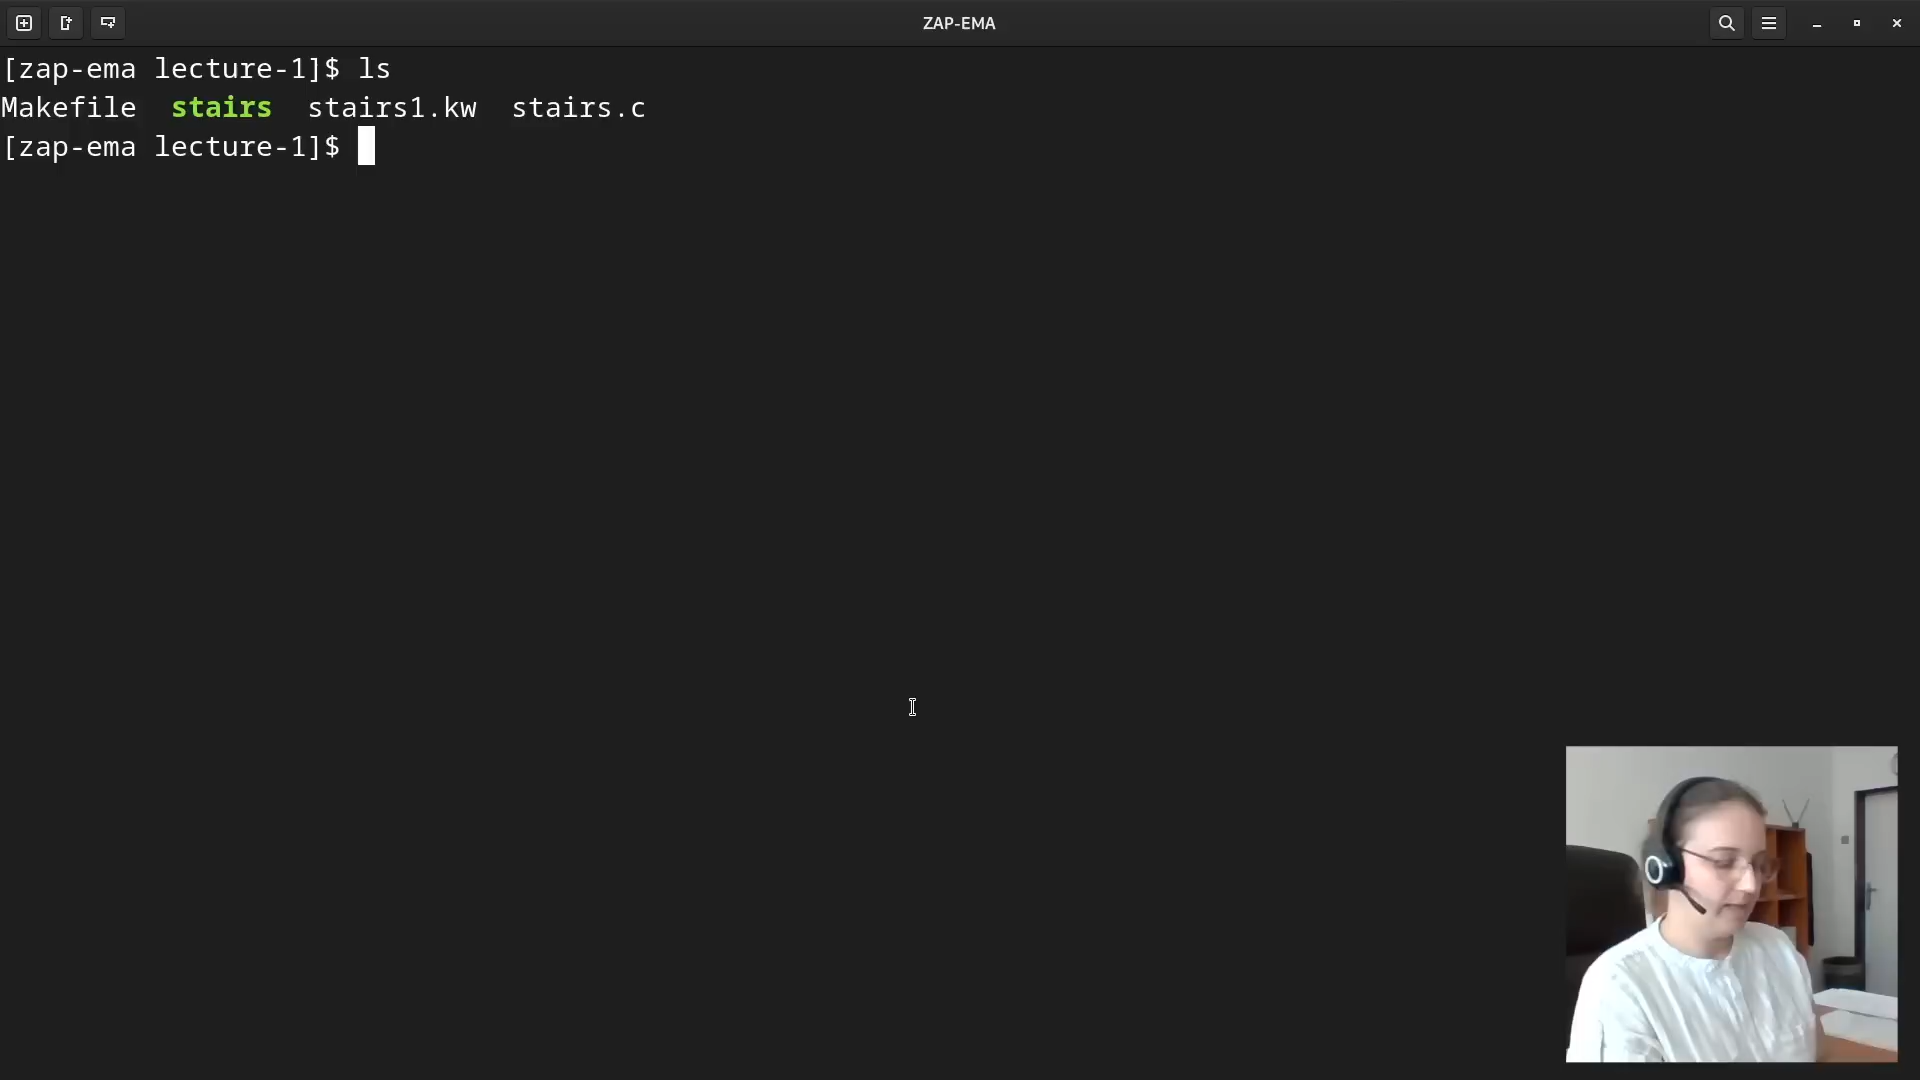 ZAP-EMA
[zap-ema lecture-1]$ ls
Makefile  stairs  stairs1.kw  stairs.c
[zap-ema lecture-1]$